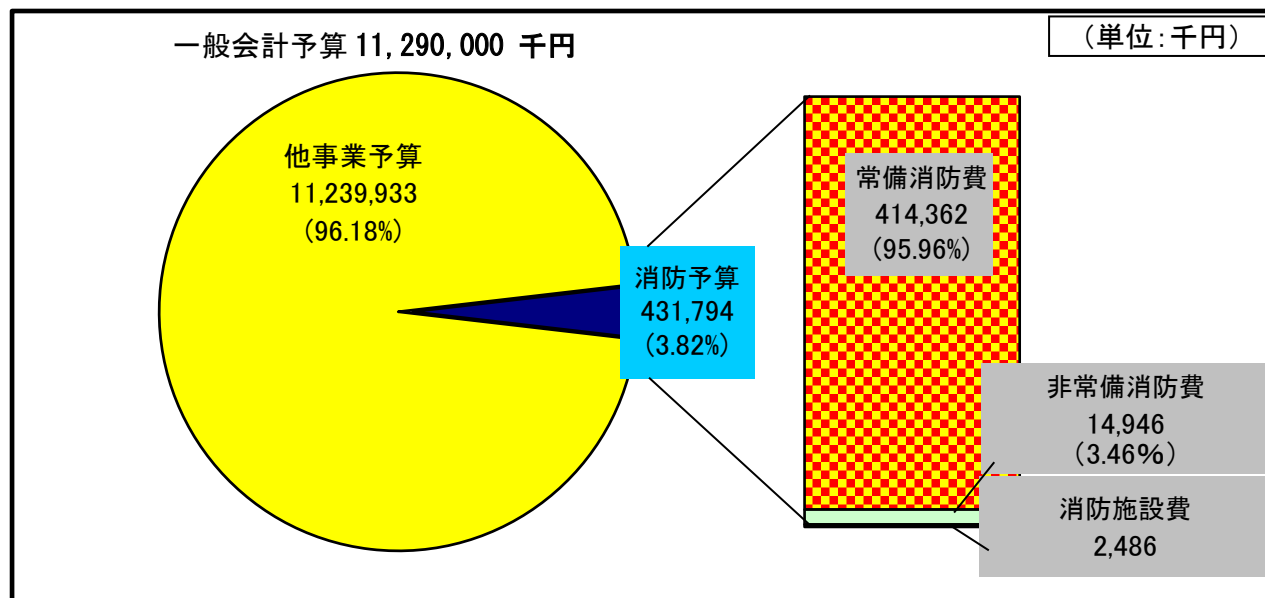 一般会計予算 11,290,000 千円
（単位：千円）
他事業予算
11,239,933
(96.18%)
消防予算
431,794
(3.82%)
常備消防費
414,362
(95.96%)
非常備消防費
14,946
（3.46％）
消防施設費
2,486